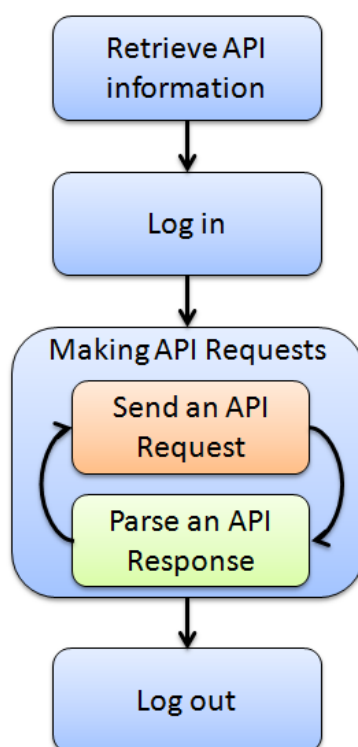 Retrieve API
information
Log in
Making API Requests
Send an API
Request
Parse an API
Response
Log out